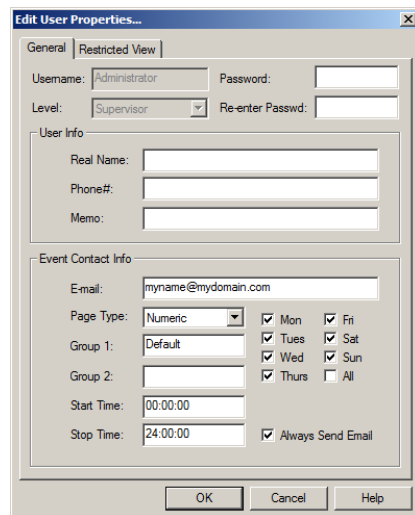 Edit User Properties...
General Restricted View
Username: Administrator Password:
Level: Supervisor Re-enter Passwd:
User Info
Real Name:
Phone#:
Memo:
Event Contact Info
E-mail: myname@mydomain.com
Page Type: Numeric Mon Fri
Group 1: Default Tues Sat
Wed Sun
Group 2: Thurs All
Start Time: 00:00:00
Stop Time: 24:00:00 Always Send Email
OK Cancel Help